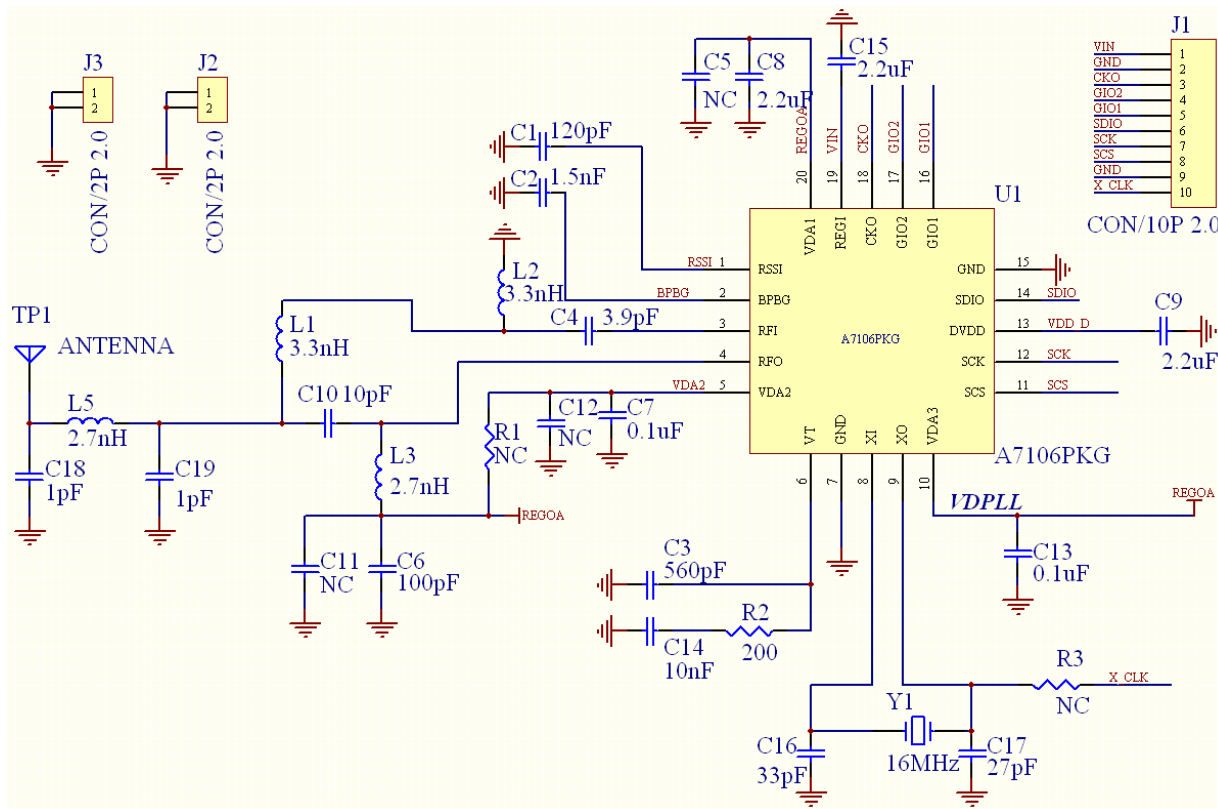 J3
1
2
CON/2P 2.0
J2
1
2
CON/2P 2.0
C5
NC
C8
2.2uF
C15
2.2uF
J1
VIN
GND
CKO
GIO2
GIO1
SDIO
SCK
SCS
GND
X_CLK
1
2
3
4
5
6
7
8
9
10
CON/10P 2.0
C1
120pF
C2
1.5nF
REGOA
VIN
CKO
GIO2
GIO1
20
19
18
17
16
U1
VDA1
REGI
CKO
GIO2
GIO1
RSSI
1
RSSI
BPBG
2
BPBG
3
RFI
4
RFO
VDA2
5
VDA2
A7106PKG
GND
15
SDIO
14
SDIO
DVDD
13
VDD_D
SCK
12
SCK
SCS
11
SCS
C9
2.2uF
VT
GND
XI
XO
VDA3
6
7
8
9
10
A7106PKG
L2
3.3nH
C4
3.9pF
TP1
ANTENNA
L1
3.3nH
L5
2.7nH
C10
10pF
C18
1pF
C19
1pF
L3
2.7nH
R1
NC
C12
NC
C7
0.1uF
REGOA
C11
NC
C6
100pF
VDPLL
REGOA
C13
0.1uF
C3
560pF
C14
10nF
R2
200
R3
NC
X_CLK
Y1
16MHz
C16
33pF
C17
27pF